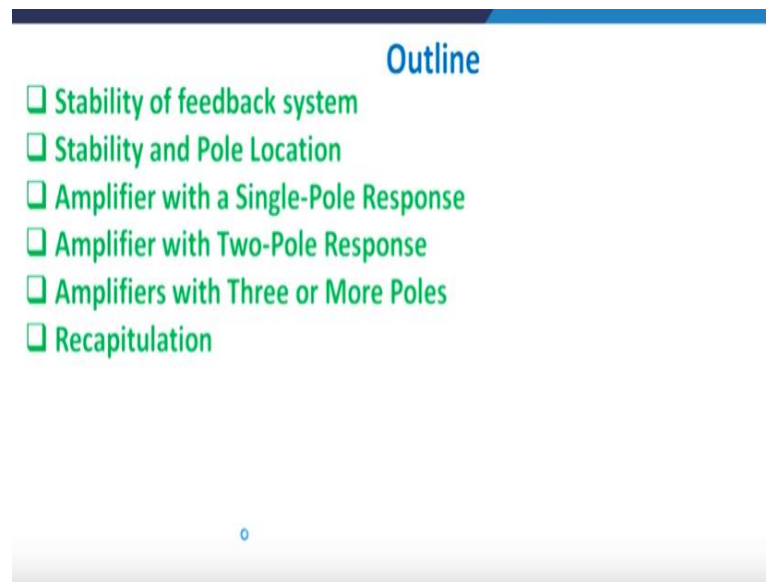 Outline
❑ Stability of feedback system
❑ Stability and Pole Location
❑ Amplifier with a Single-Pole Response
❑ Amplifier with Two-Pole Response
❑ Amplifiers with Three or More Poles
❑ Recapitulation